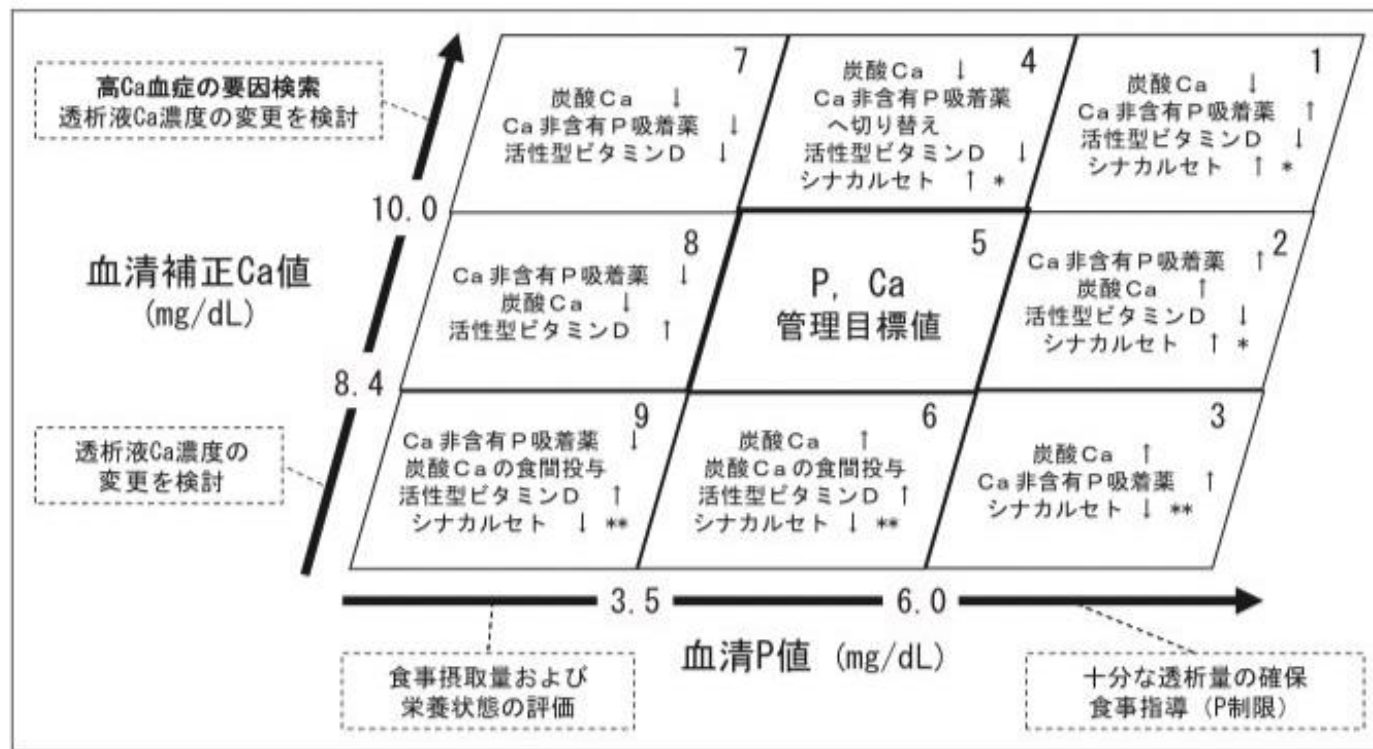 高Ca血症の要因検索
透析液Ca濃度の変更を検討
7
炭酸Ca ↓
Ca非含有P吸着薬 ↓
活性型ビタミンD ↓
4
炭酸Ca ↓
Ca非含有P吸着薬
へ切り替え
活性型ビタミンD ↓
シナカルセト ↑ *
1
炭酸Ca ↓
Ca非含有P吸着薬 ↑
活性型ビタミンD ↓
シナカルセト ↑ *
10.0
血清補正Ca値
(mg/dL)
8
Ca非含有P吸着薬 ↓
炭酸Ca ↓
活性型ビタミンD ↑
5
P, Ca
管理目標値
2
Ca非含有P吸着薬 ↑
炭酸Ca ↑
活性型ビタミンD ↓
シナカルセト ↑ *
8.4
透析液Ca濃度の
変更を検討
9
Ca非含有P吸着薬 ↓
炭酸Caの食間投与
活性型ビタミンD ↑
シナカルセト ↓ **
6
炭酸Ca ↑
炭酸Caの食間投与
活性型ビタミンD ↑
シナカルセト ↓ **
3
炭酸Ca ↑
Ca非含有P吸着薬 ↑
シナカルセト ↓ **
3.5
6.0
血清P値 (mg/dL)
食事摂取量および
栄養状態の評価
十分な透析量の確保
食事指導(P制限)